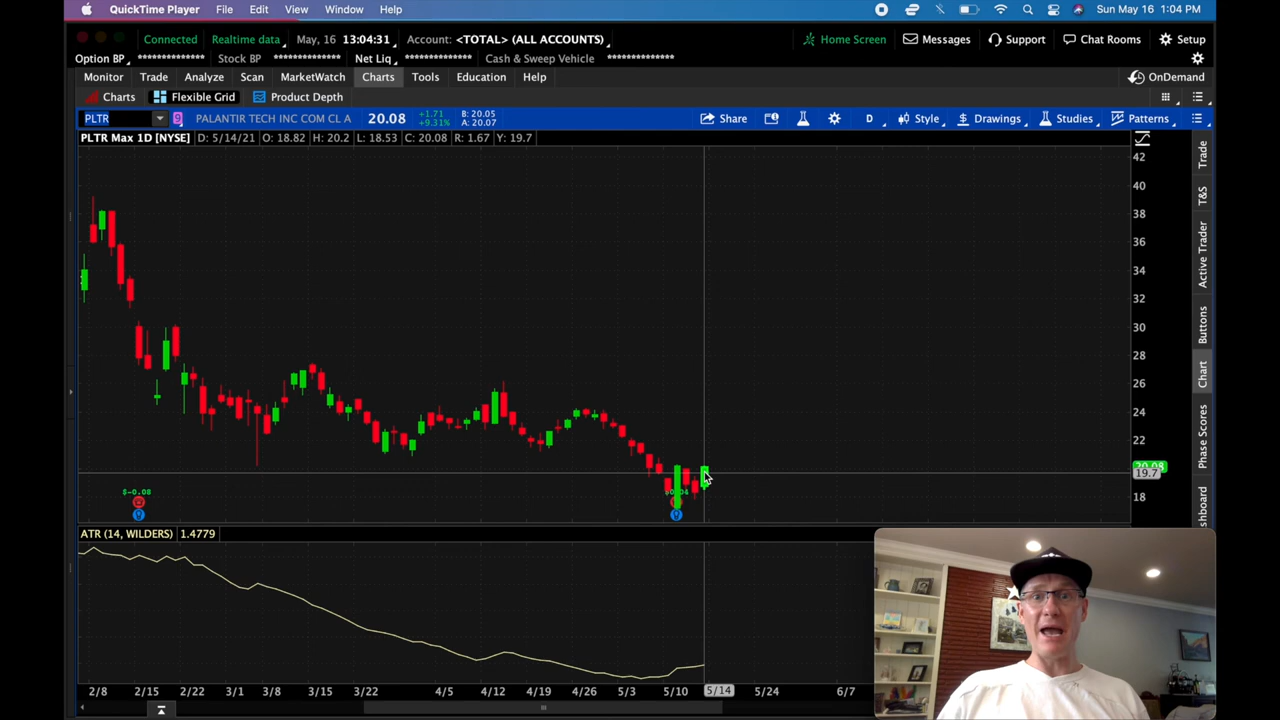 QuickTime Player File Edit View Window Help Sun May 16 1:04 PM
Connected Realtime data May, 16 13:04:31 Account: <TOTAL> (ALL ACCOUNTS) Home Screen Messages Support Chat Rooms Setup
Option BP ************** Stock BP ************** Net Liq ************** Cash & Sweep Vehicle **************
Monitor Trade Analyze Scan MarketWatch Charts Tools Education Help OnDemand
Charts Flexible Grid Product Depth
PLTR 9 PALANTIR TECH INC COM CL A 20.08 +1.71 B: 20.05 Share D Style Drawings Studies Patterns
+9.31% A: 20.07
PLTR Max 1D [NYSE] D: 5/14/21 O: 18.82 H: 20.2 L: 18.53 C: 20.08 R: 1.67 Y: 19.7
42
40
38
36
34
32
30
28
26
24
22
20.08
19.7
18
$-0.08
Trade
T&S
Active Trader
Buttons
Chart
Phase Scores
ATR (14, WILDERS) 1.4779
2/8 2/15 2/22 3/1 3/8 3/15 3/22 4/5 4/12 4/19 4/26 5/3 5/10 5/14 5/24 6/7